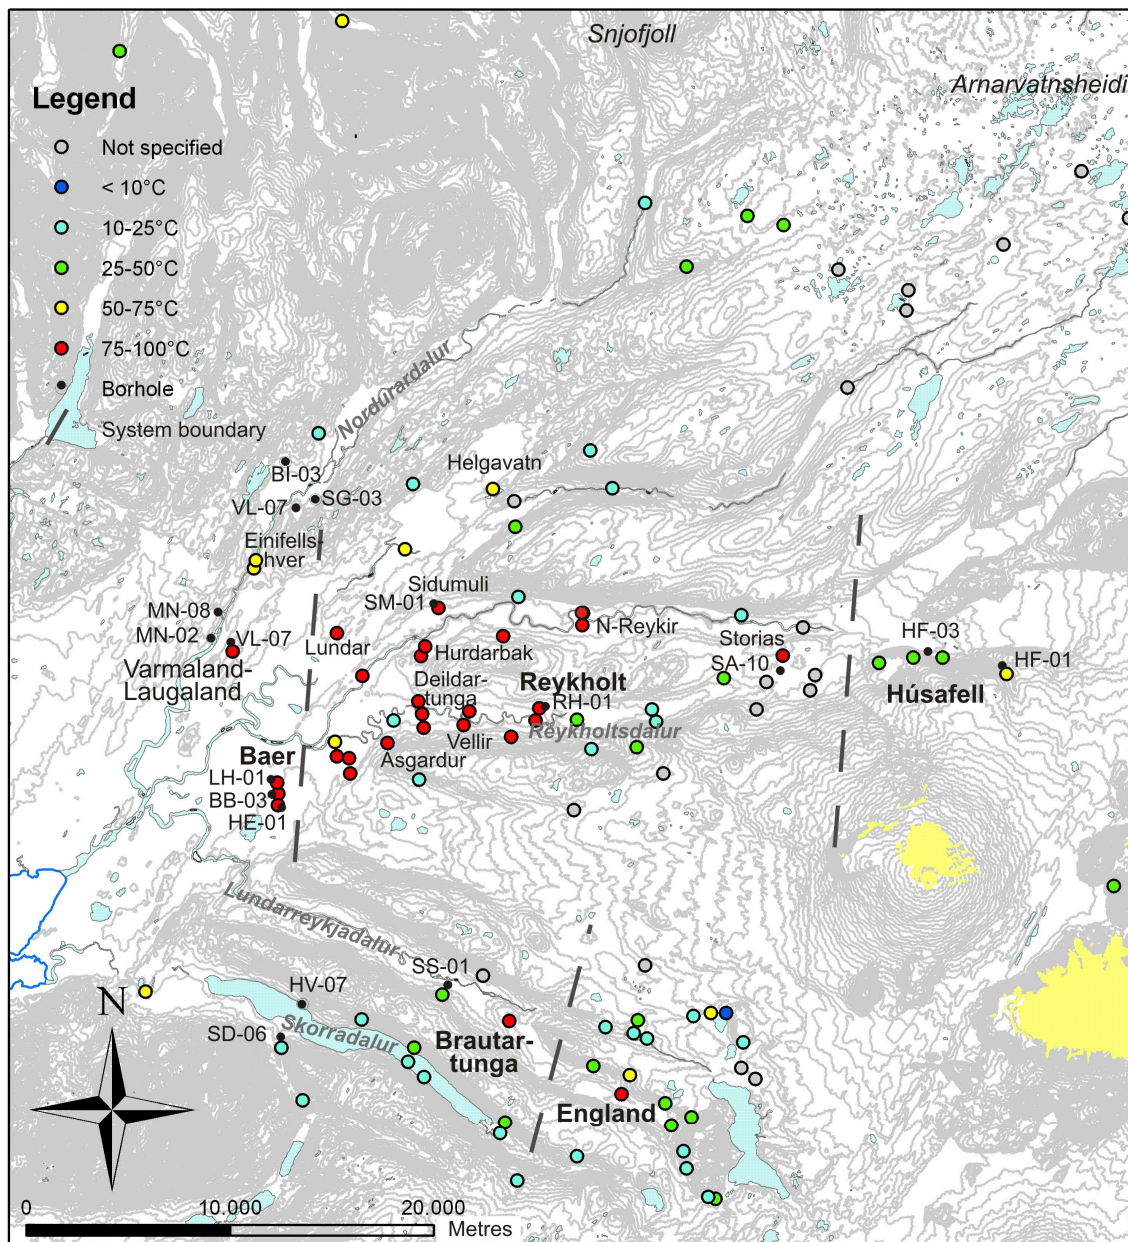 Snjofjoll
Arnarvatnsheidi
Legend
Not specified
< 10°C
10-25°C
25-50°C
50-75°C
75-100°C
Borhole
System boundary
Nordurardalur
BI-03
Helgavatn
VL-07
SG-03
Einifells-
hver
Sidumuli
SM-01
MN-08
MN-02
VL-07
Lundar
Hurdarbak
N-Reykir
Storias
SA-10
HF-03
HF-01
Varmaland-
Laugaland
Deildar-
tunga
Reykholt
RH-01
Húsafell
Reykholtsdalur
Vellir
Asgardur
Baer
LH-01
BB-03
HE-01
Lundarreykjadalur
SS-01
HV-07
N
SD-06
Skorradalur
Brautar-
tunga
England
0
10,000
20,000
Metres